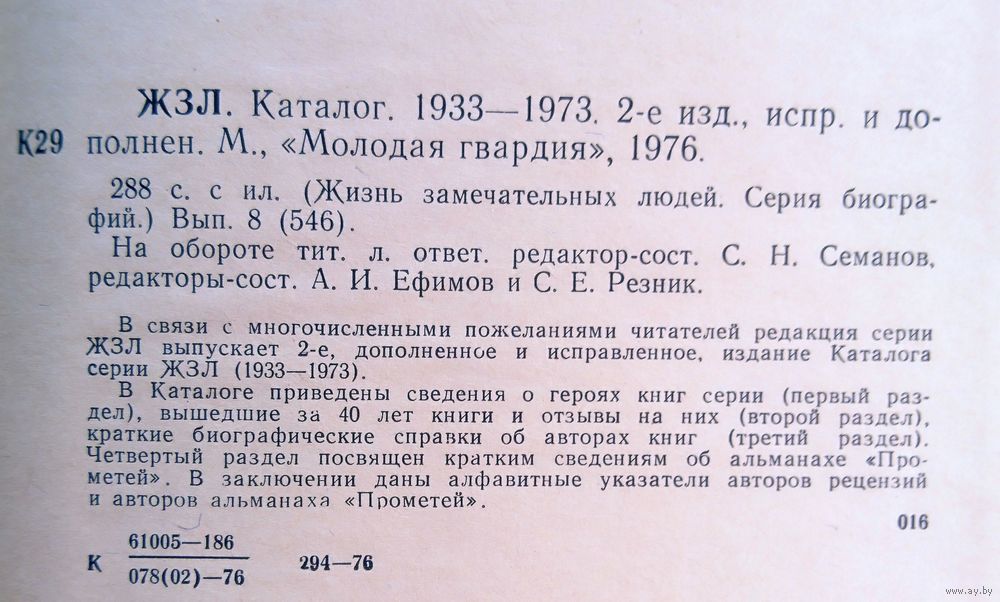 ЖЗЛ. Каталог. 1933—1973. 2-е изд., испр. и до-
К29 полнен. М., «Молодая гвардия», 1976.
288 с. с ил. (Жизнь замечательных людей. Серия биогра-
фий.) Вып. 8 (546).
На обороте тит. л. ответ. редактор-сост. С. Н. Семанов,
редакторы-сост. А. И. Ефимов и С. Е. Резник.
В связи с многочисленными пожеланиями читателей редакция серии
ЖЗЛ выпускает 2-е, дополненное и исправленное, издание Каталога
серии ЖЗЛ (1933—1973).
В Каталоге приведены сведения о героях книг серии (первый раз-
дел), вышедшие за 40 лет книги и отзывы на них (второй раздел),
краткие биографические справки об авторах книг (третий раздел).
Четвертый раздел посвящен кратким сведениям об альманахе «Про-
метей». В заключении даны алфавитные указатели авторов рецензий
и авторов альманаха «Прометей».
016
К 61005—186
078(02)—76
294—76
www.ay.by